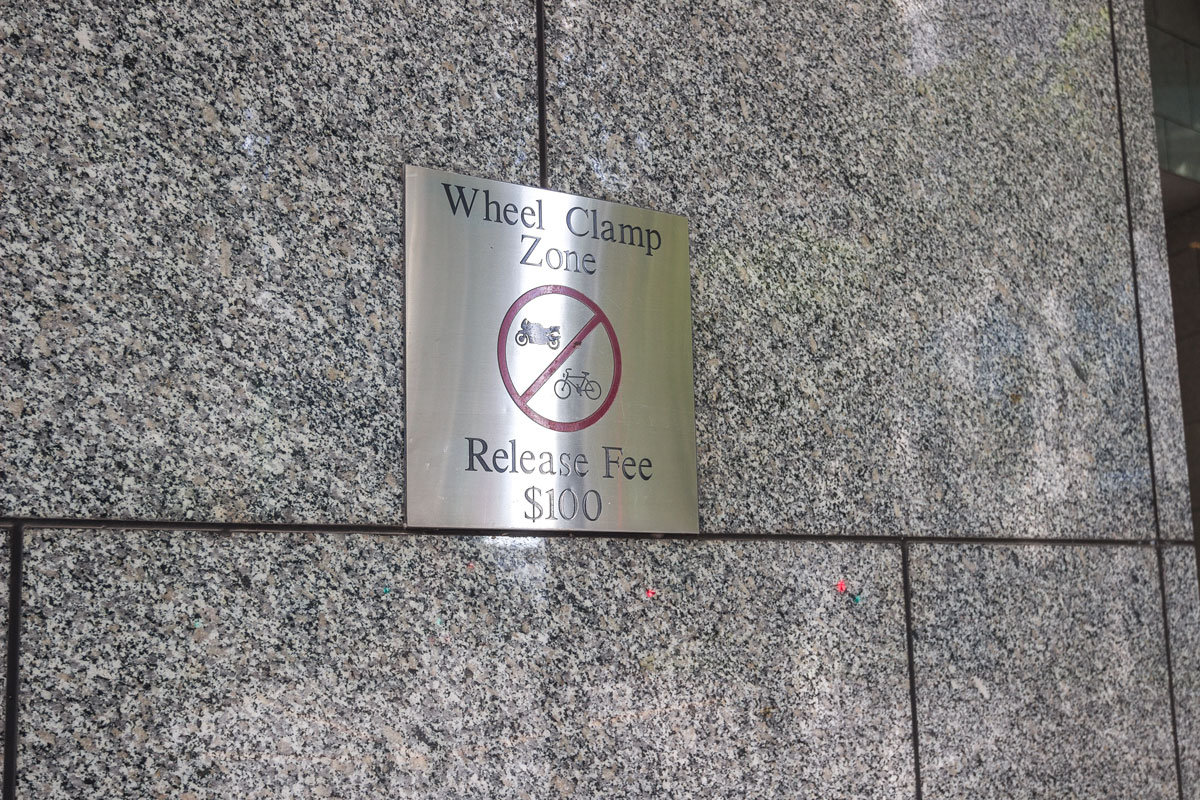 Wheel Clamp
Zone
Release Fee
$100